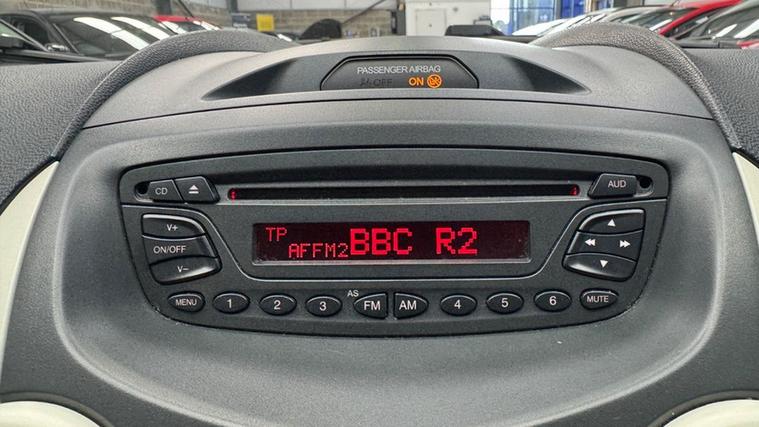 PASSENGER AIRBAG
OFF ON
CD
AUD
V+
ON/OFF
V–
TP
AFFM2 BBC R2
MENU 1 2 3 AS FM AM 4 5 6 MUTE